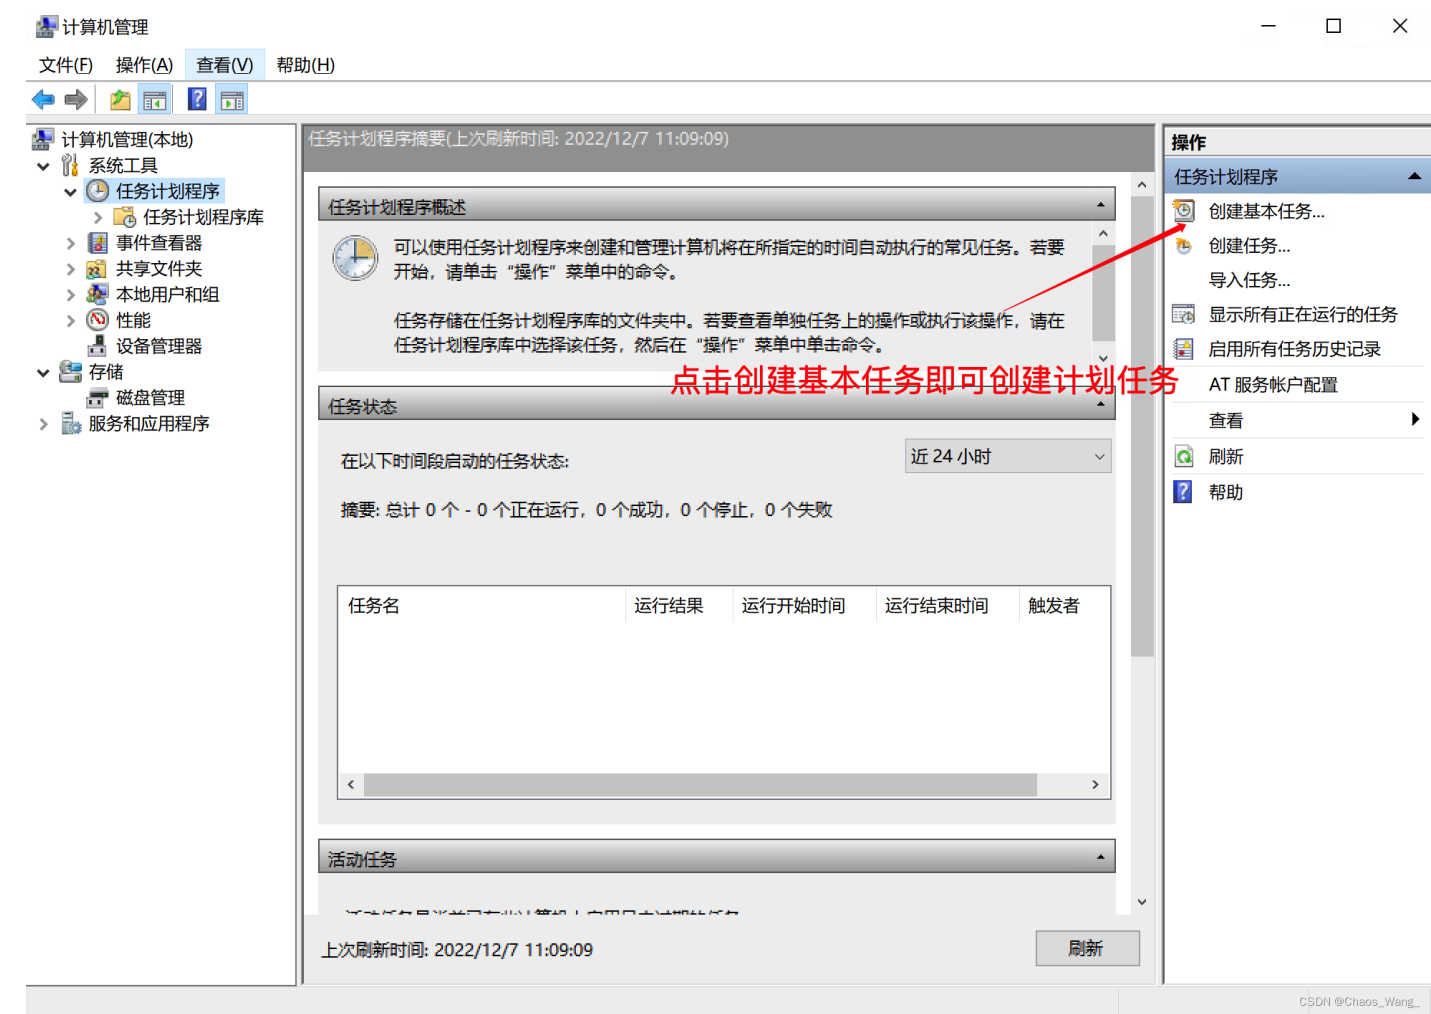 计算机管理
文件(F) 操作(A) 查看(V) 帮助(H)
计算机管理(本地)
系统工具
任务计划程序
任务计划程序库
事件查看器
共享文件夹
本地用户和组
性能
设备管理器
存储
磁盘管理
服务和应用程序
任务计划程序摘要(上次刷新时间: 2022/12/7 11:09:09)
任务计划程序概述
可以使用任务计划程序来创建和管理计算机将在所指定的时间自动执行的常见任务。若要
开始，请单击“操作”菜单中的命令。
任务存储在任务计划程序库的文件夹中。若要查看单独任务上的操作或执行该操作，请在
任务计划程序库中选择该任务，然后在“操作”菜单中单击命令。
点击创建基本任务即可创建计划任务
任务状态
在以下时间段启动的任务状态:
近 24 小时
摘要: 总计 0 个 - 0 个正在运行，0 个成功，0 个停止，0 个失败
任务名 运行结果 运行开始时间 运行结束时间 触发者
活动任务
上次刷新时间: 2022/12/7 11:09:09
刷新
操作
任务计划程序
创建基本任务...
创建任务...
导入任务...
显示所有正在运行的任务
启用所有任务历史记录
AT 服务帐户配置
查看
刷新
帮助
CSDN @Chaos_Wang_